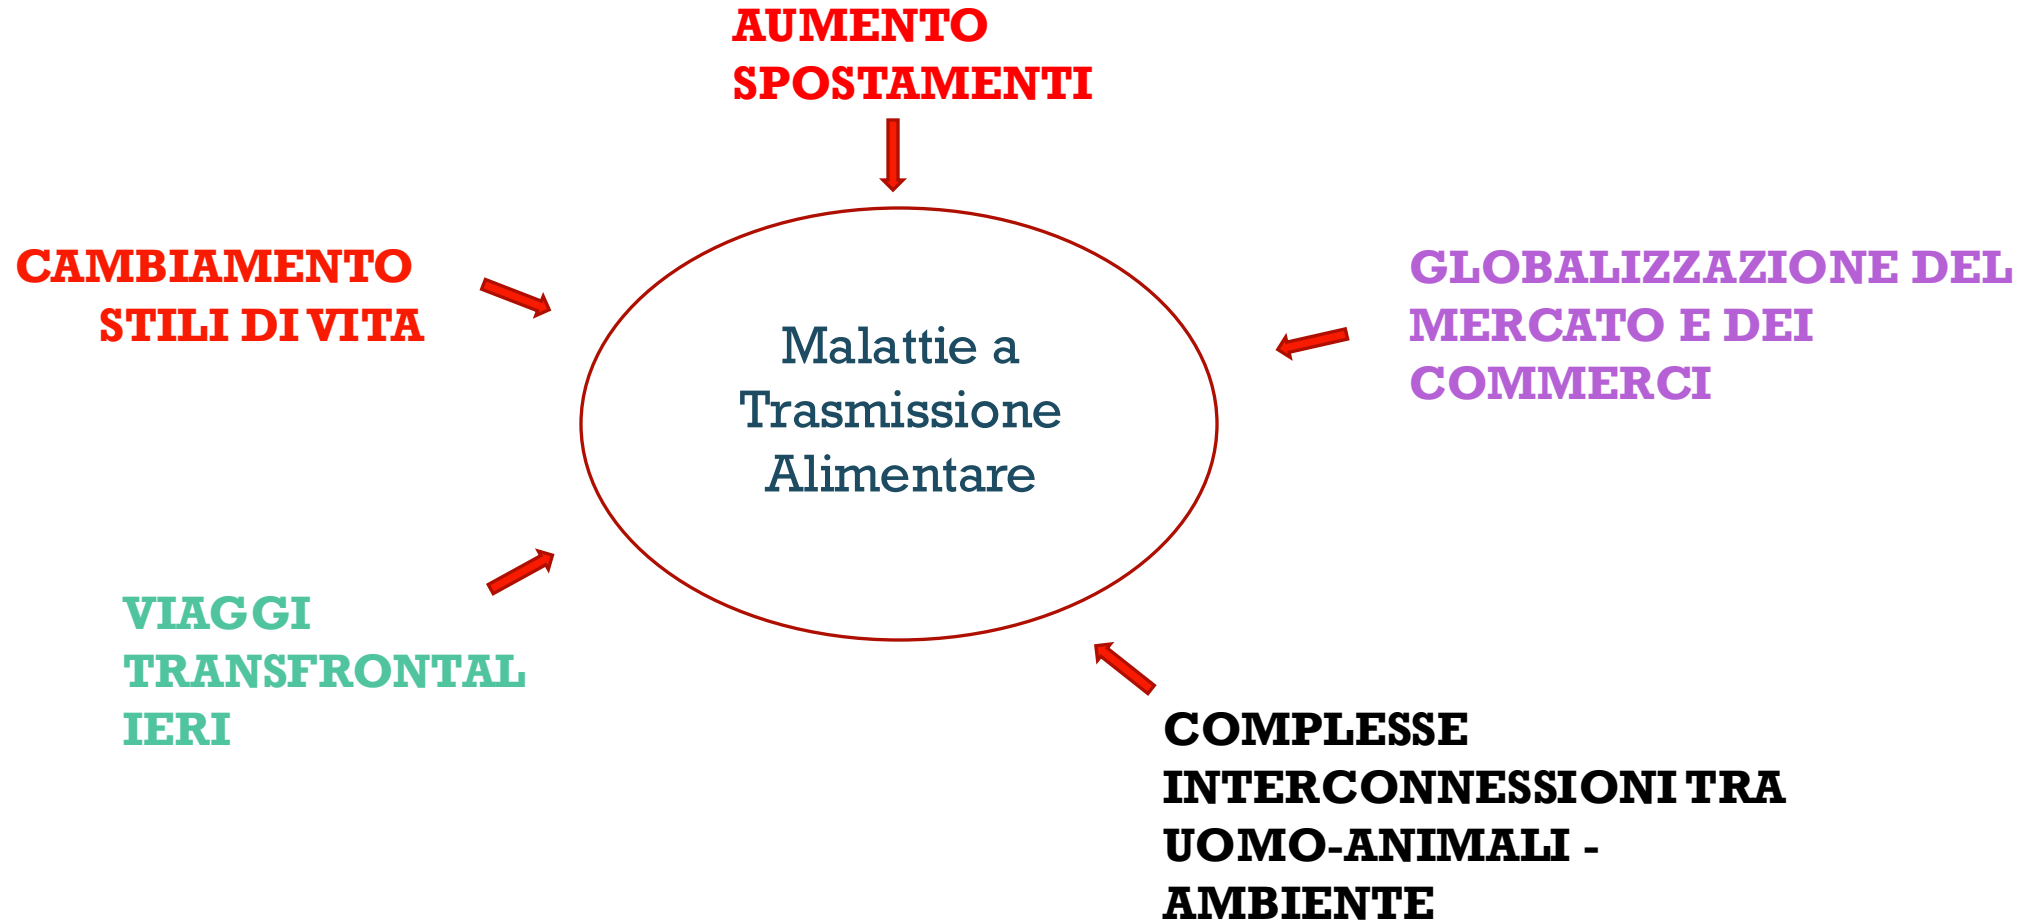 AUMENTO
SPOSTAMENTI
CAMBIAMENTO
STILI DI VITA
GLOBALIZZAZIONE DEL
MERCATO E DEI
COMMERCI
Malattie a
Trasmissione
Alimentare
VIAGGI
TRANSFRONTAL
IERI
COMPLESSE
INTERCONNESSIONI TRA
UOMO-ANIMALI -
AMBIENTE